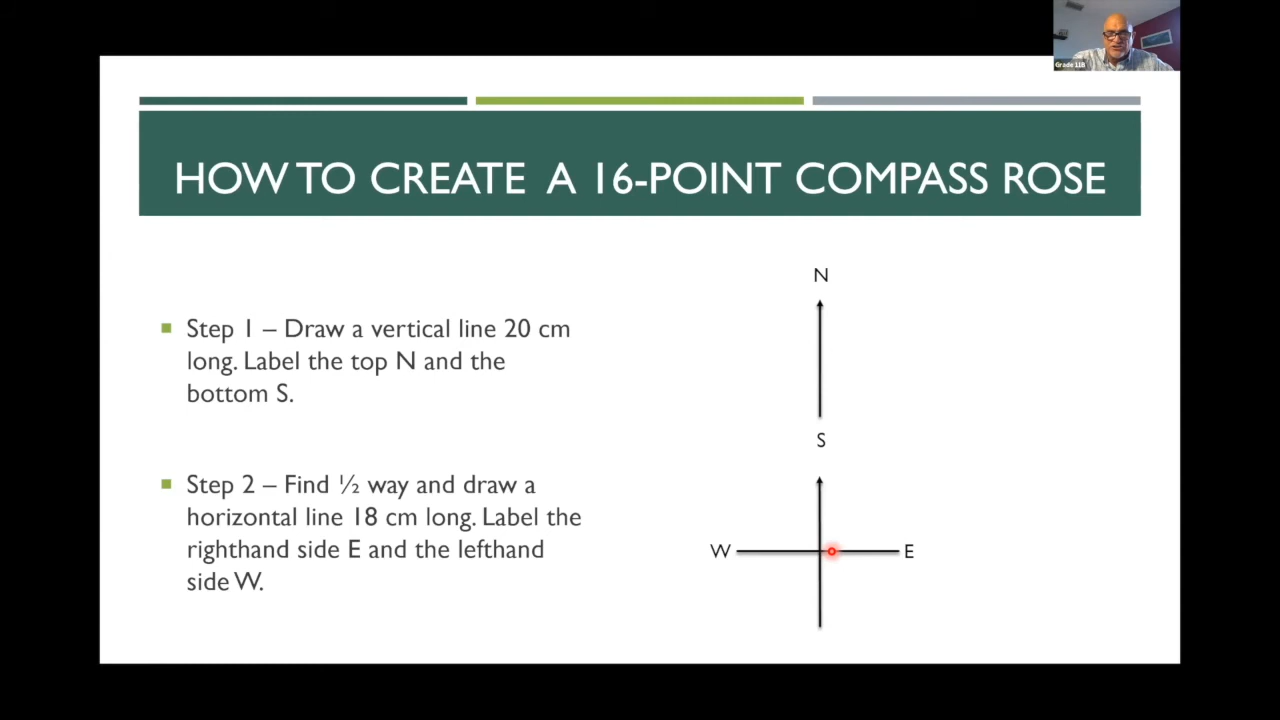 Grade 11B
HOW TO CREATE A 16-POINT COMPASS ROSE
Step 1 – Draw a vertical line 20 cm
long. Label the top N and the
bottom S.
Step 2 – Find ½ way and draw a
horizontal line 18 cm long. Label the
righthand side E and the lefthand
side W.
N
S
W E